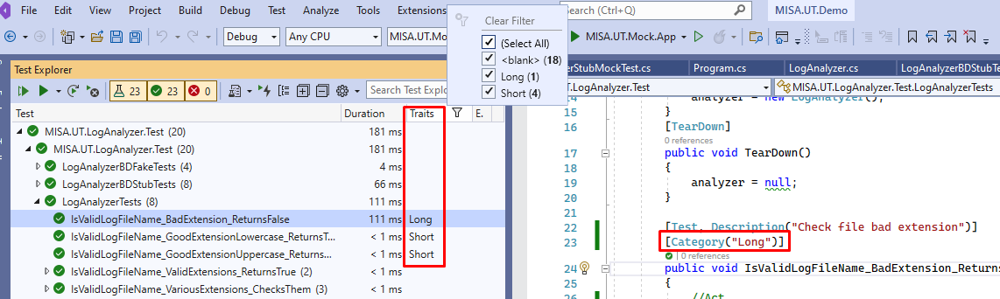 MISA File Edit View Git Project Build Debug Test Analyze Tools Extensions
Search (Ctrl+Q)
MISA.UT.Demo
Debug
Any CPU
MISA.UT.Mo
MISA.UT.Mock.App
Clear Filter
(Select All)
<blank> (18)
Long (1)
Short (4)
Test Explorer
23
23
0
Search Test Explo
Test
Duration
Traits
E.
MISA.UT.LogAnalyzer.Test (20)
181 ms
MISA.UT.LogAnalyzer.Test (20)
181 ms
LogAnalyzerBDFakeTests (4)
4 ms
LogAnalyzerBDStubTests (8)
66 ms
LogAnalyzerTests (8)
111 ms
IsValidLogFileName_BadExtension_ReturnsFalse
111 ms
Long
IsValidLogFileName_GoodExtensionLowercase_ReturnsT...
< 1 ms
Short
IsValidLogFileName_GoodExtensionUppercase_Returns...
< 1 ms
Short
IsValidLogFileName_ValidExtensions_ReturnsTrue (2)
< 1 ms
IsValidLogFileName_VariousExtensions_ChecksThem (3)
< 1 ms
erStubMockTest.cs
Program.cs
LogAnalyzer.cs
LogAnalyzerBDStubTest
.UT.LogAnalyzer.Test
MISA.UT.LogAnalyzer.Test.LogAnalyzerTests
14 analyzer = new LogAnalyzer();
15 }
16 [TearDown]
0 references
17 public void TearDown()
18 {
19 analyzer = null;
20 }
21
22 [Test, Description("Check file bad extension")]
23 [Category("Long")]
0 references
24 public void IsValidLogFileName_BadExtension_Returns
25 {
26 //Act